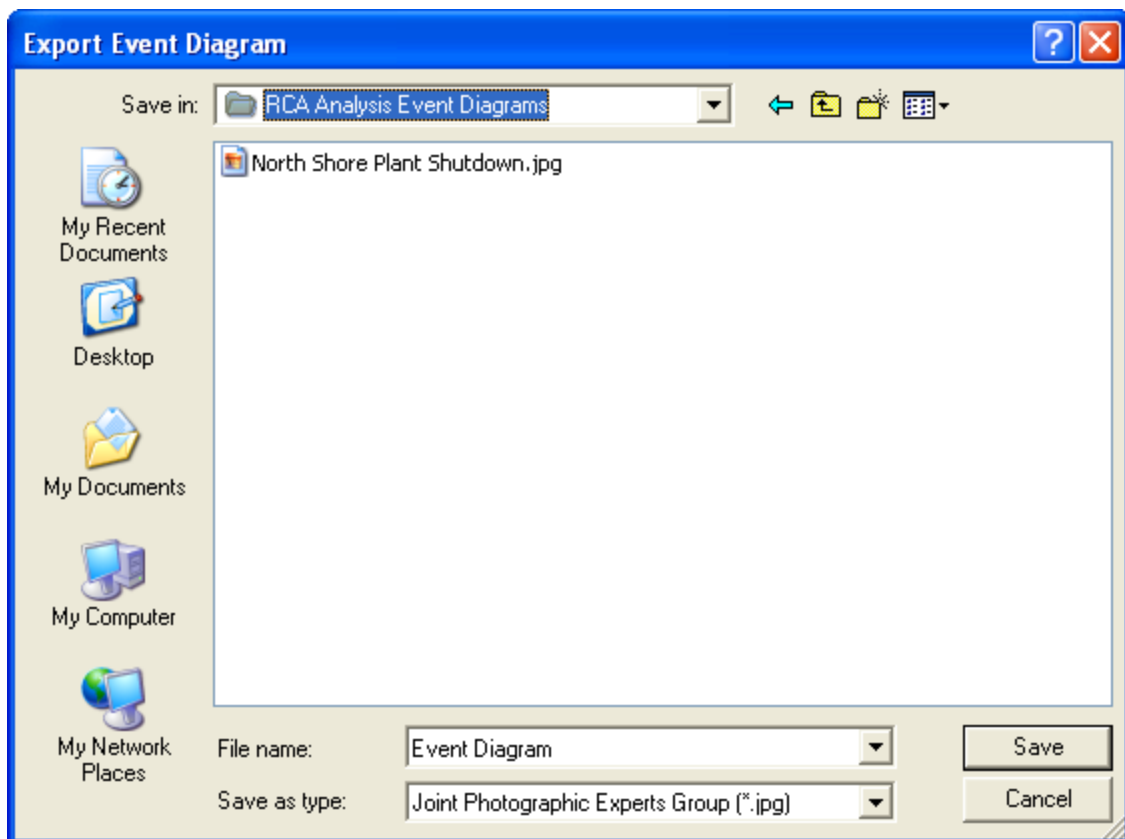 Export Event Diagram
Save in:
RCA Analysis Event Diagrams
North Shore Plant Shutdown.jpg
My Recent
Documents
Desktop
My Documents
My Computer
My Network
Places
File name:
Event Diagram
Save
Save as type:
Joint Photographic Experts Group (*.jpg)
Cancel